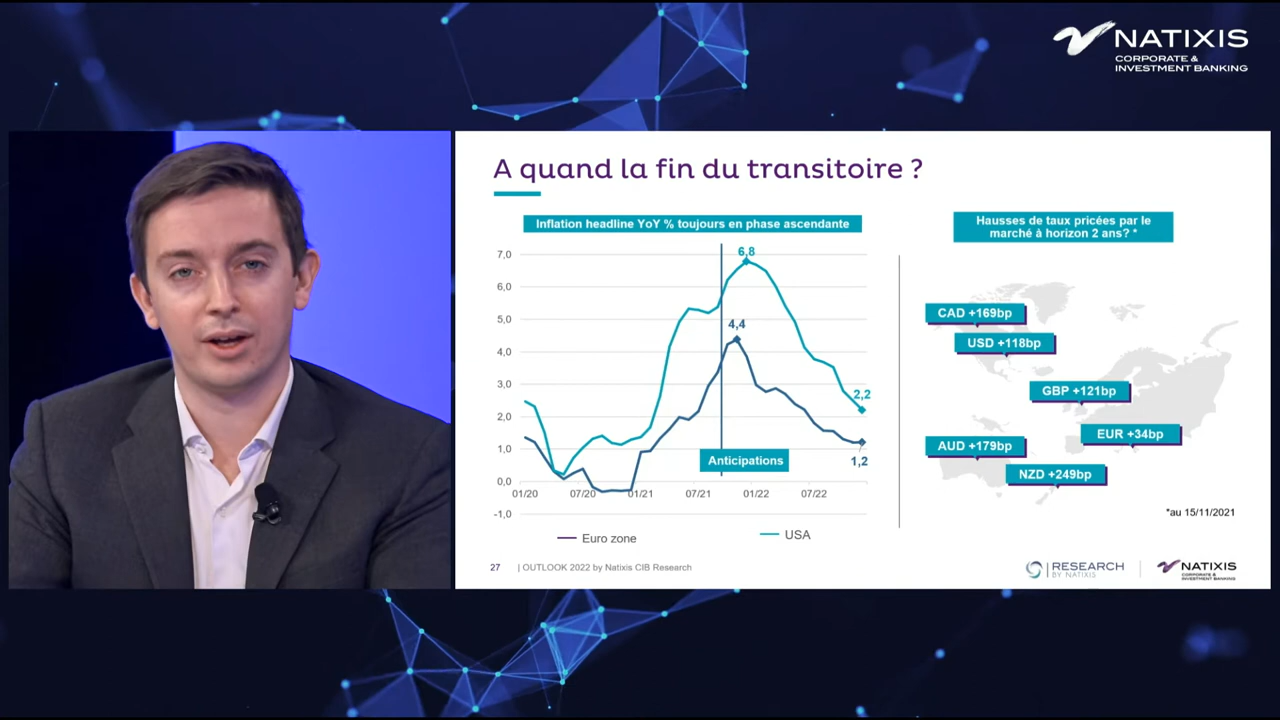 NATIXIS
CORPORATE &
INVESTMENT BANKING
A quand la fin du transitoire ?
Inflation headline YoY % toujours en phase ascendante
7,0
6,0
5,0
4,0
3,0
2,0
1,0
0,0
-1,0
01/20
07/20
01/21
07/21
01/22
07/22
6,8
4,4
2,2
1,2
Anticipations
Euro zone
USA
Hausses de taux pricées par le
marché à horizon 2 ans? *
CAD +169bp
USD +118bp
GBP +121bp
EUR +34bp
AUD +179bp
NZD +249bp
*au 15/11/2021
27 | OUTLOOK 2022 by Natixis CIB Research
RESEARCH
BY NATIXIS
NATIXIS
CORPORATE &
INVESTMENT BANKING